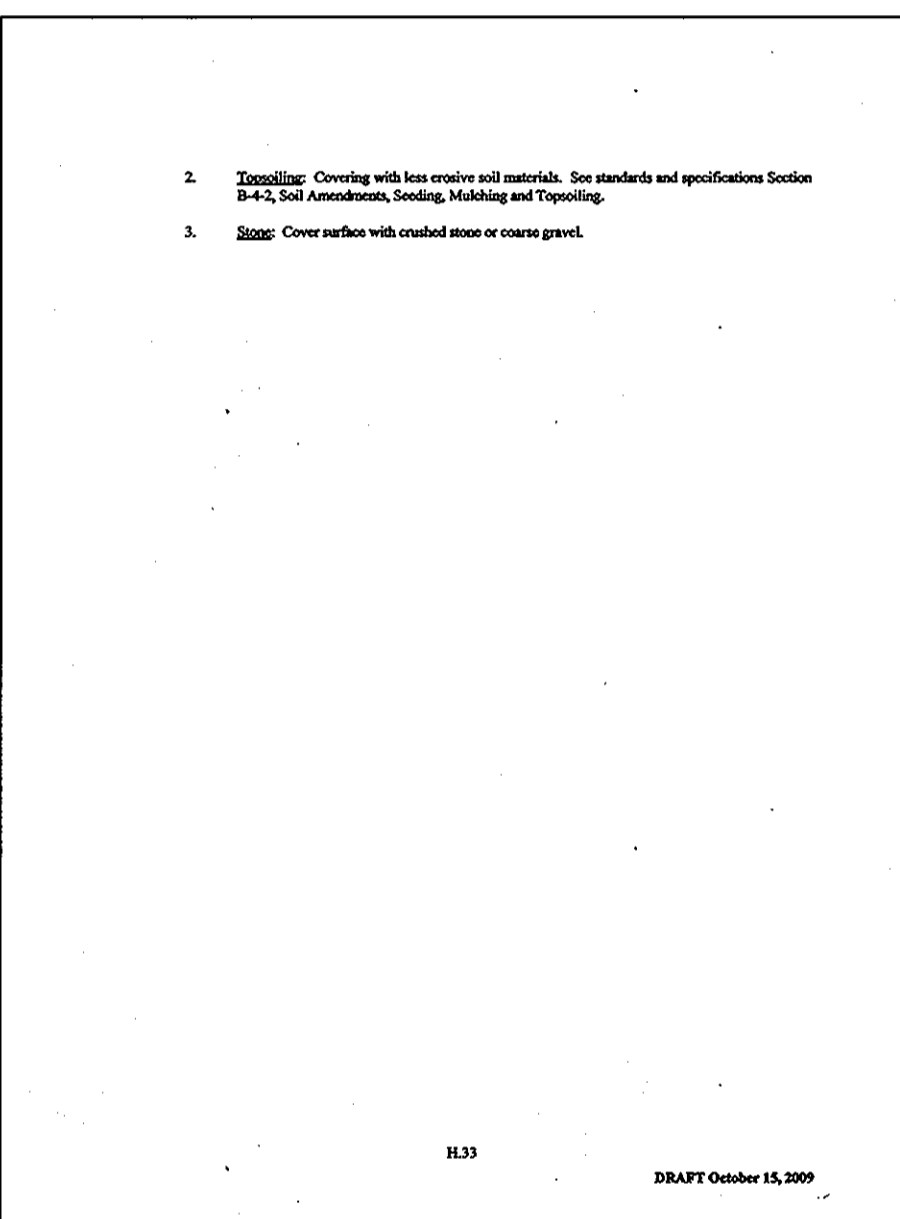 2. Topsoiling: Covering with less erosive soil materials. See standards and specifications Section
B-4-2, Soil Amendments, Seeding, Mulching and Topsoiling.
3. Stone: Cover surface with crushed stone or coarse gravel.
H.33
DRAFT October 15, 2009